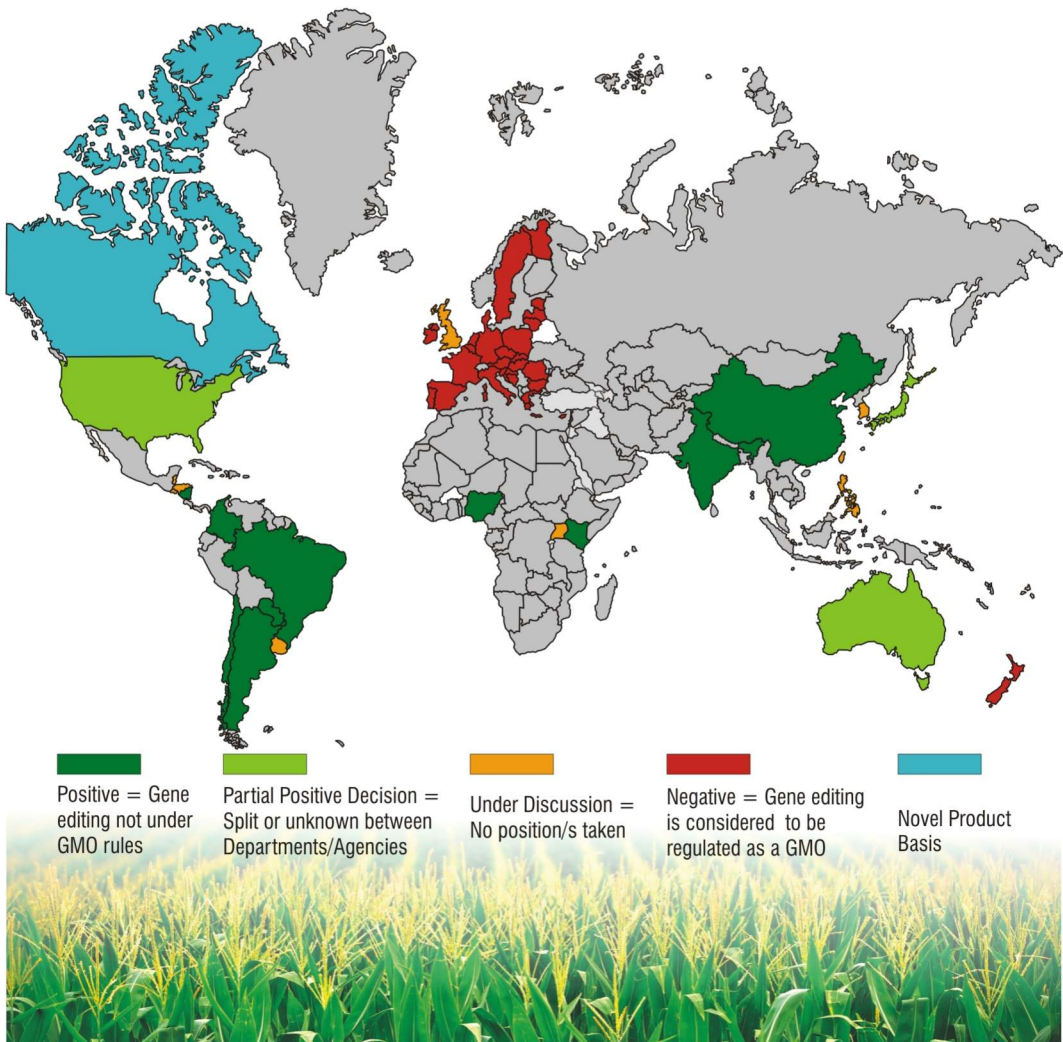 Positive = Gene
editing not under
GMO rules
Partial Positive Decision =
Split or unknown between
Departments/Agencies
Under Discussion =
No position/s taken
Negative = Gene editing
is considered to be
regulated as a GMO
Novel Product
Basis